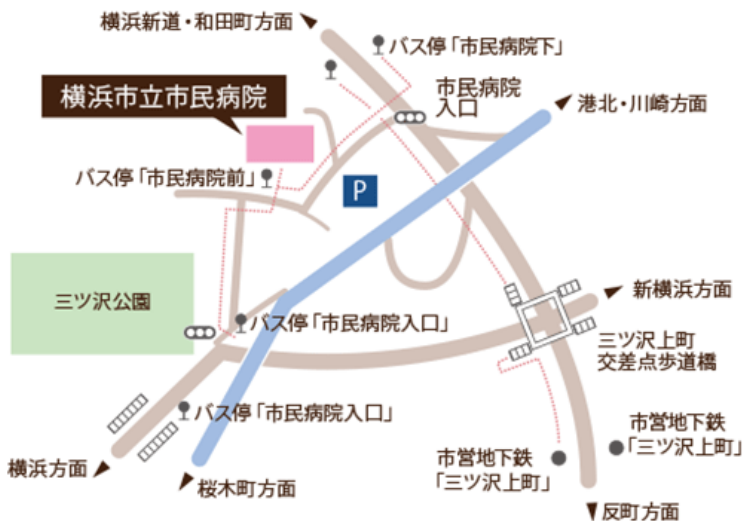 横浜新道・和田町方面
バス停「市民病院下」
市民病院
入口
港北・川崎方面
横浜市立市民病院
バス停「市民病院前」
P
三ツ沢公園
バス停「市民病院入口」
新横浜方面
三ツ沢上町
交差点歩道橋
バス停「市民病院入口」
横浜方面
桜木町方面
市営地下鉄
「三ツ沢上町」
市営地下鉄
「三ツ沢上町」
反町方面